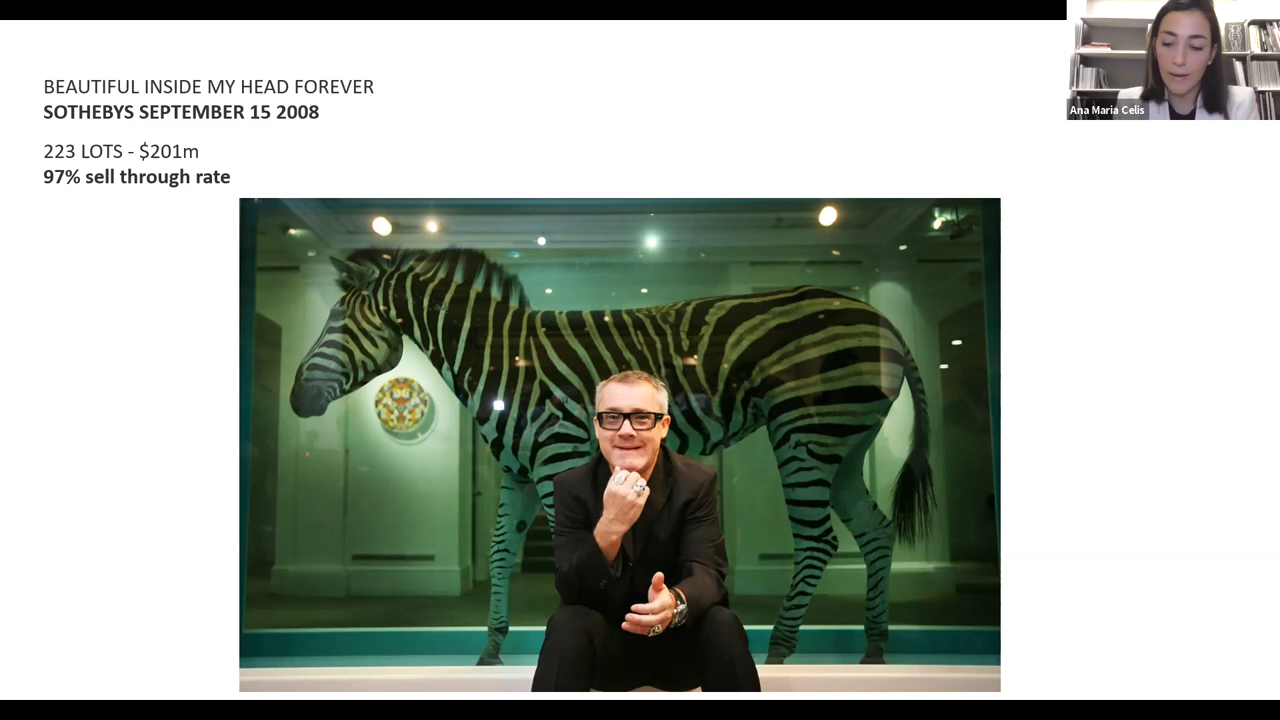 BEAUTIFUL INSIDE MY HEAD FOREVER
SOTHEBYS SEPTEMBER 15 2008
223 LOTS - $201m
97% sell through rate
Ana Maria Celis